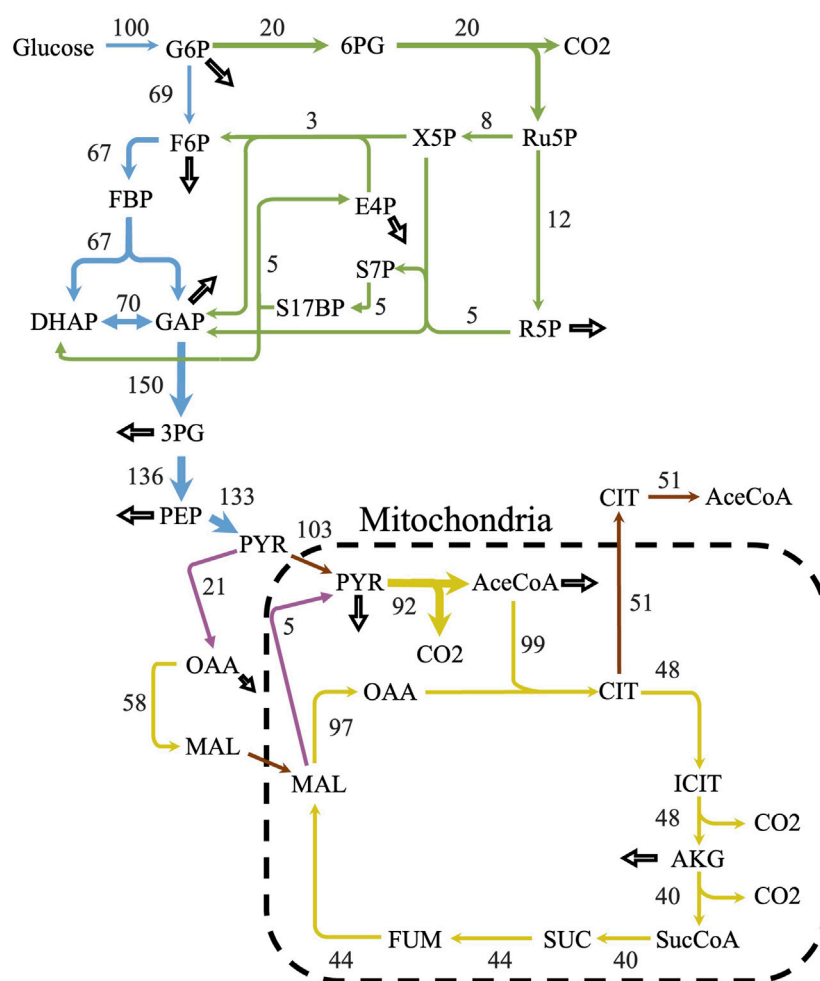 Glucose 100 G6P 20 6PG 20 CO2
69
67 F6P 3 X5P 8 Ru5P
FBP E4P 12
67 5 S7P
DHAP 70 GAP S17BP 5 5 R5P
150
3PG
136
PEP 133
CIT 51 AceCoA
Mitochondria
PYR 103
21 PYR 92 AceCoA 51
5 CO2 99
OAA OAA CIT 48
58 97
MAL MAL ICIT
48 CO2
AKG
40 CO2
FUM SUC SucCoA
44 44 40